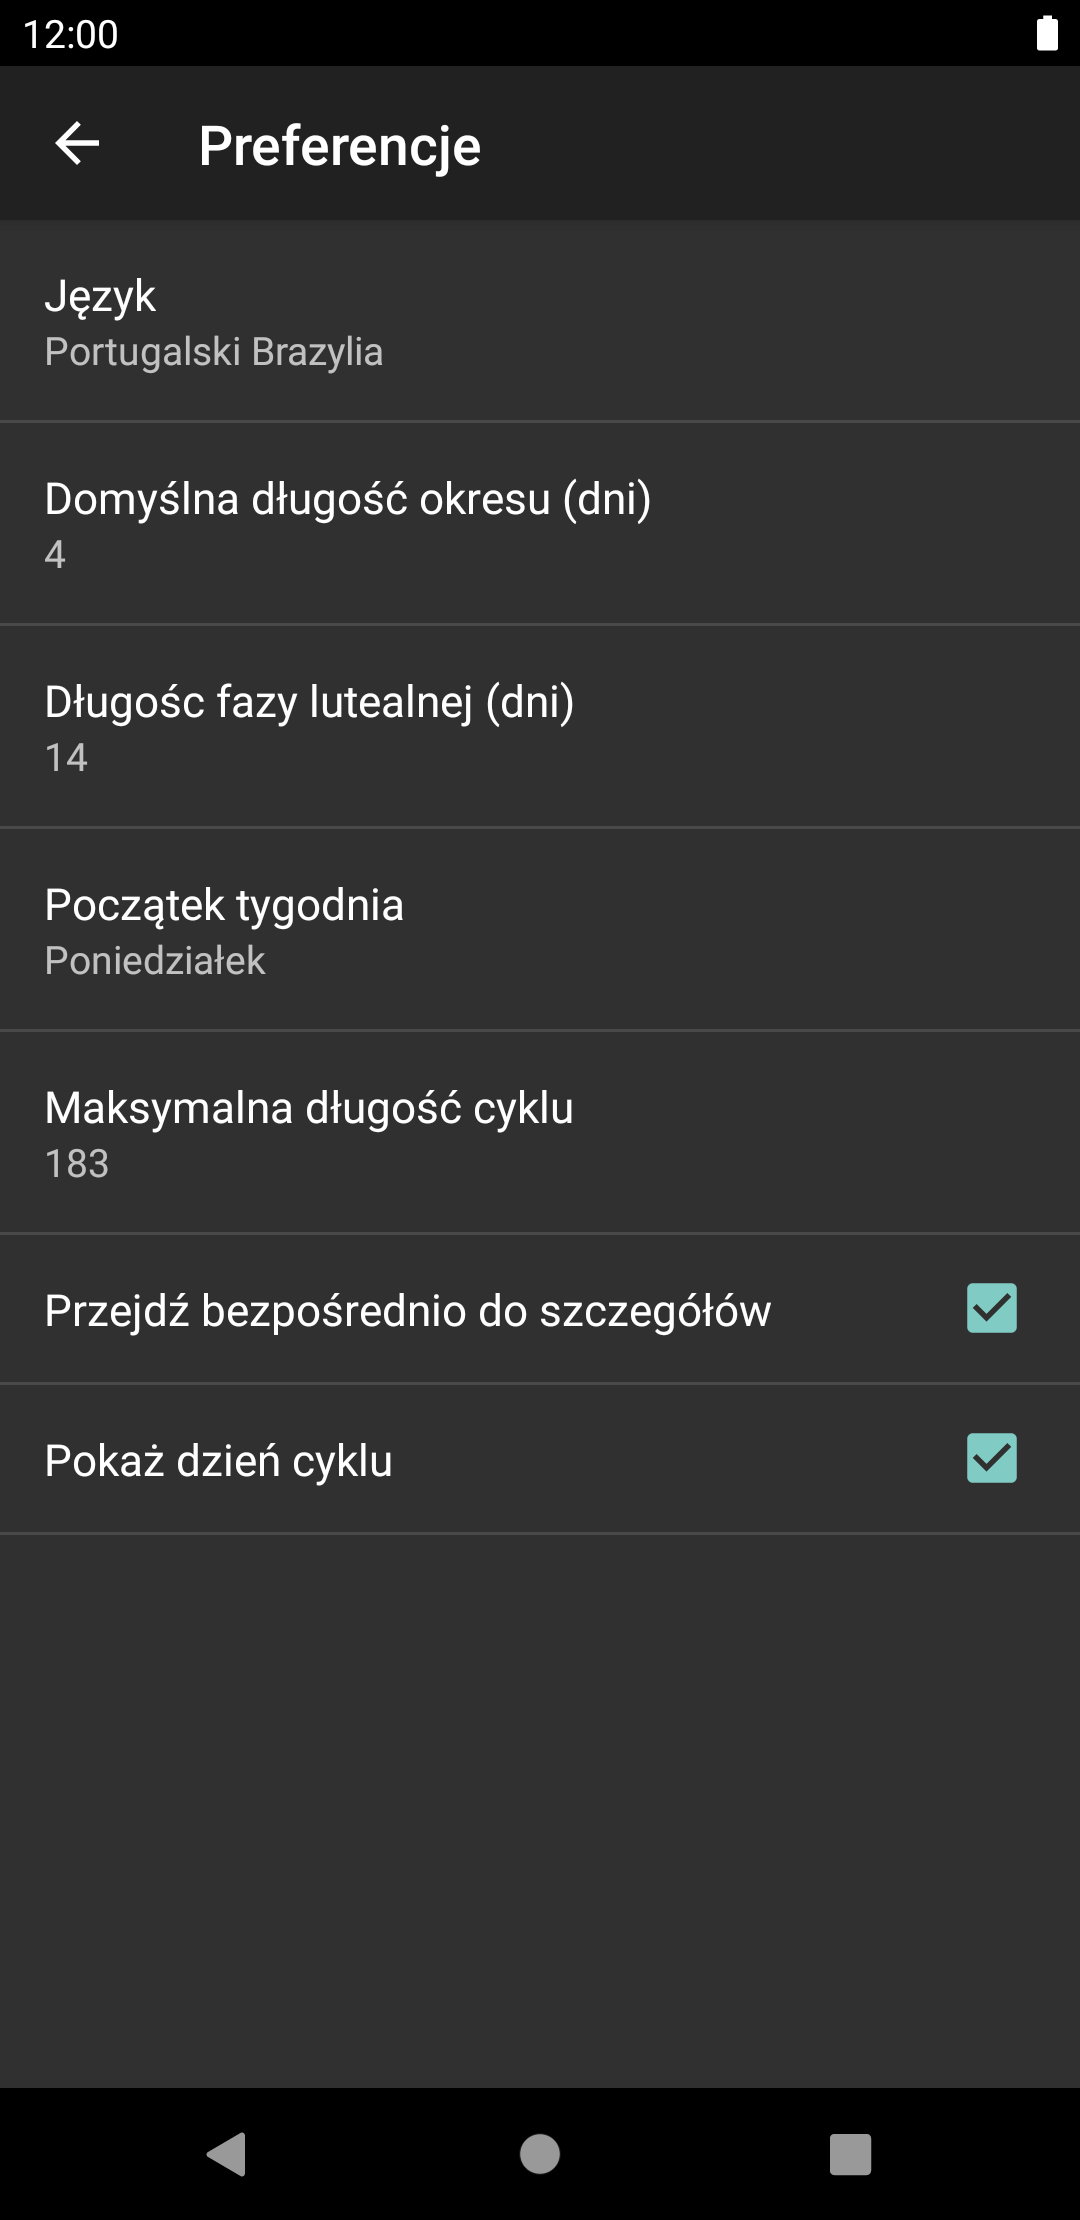 12:00
Preferencje
Język
Portugalski Brazylia
Domyślna długość okresu (dni)
4
Długośc fazy lutealnej (dni)
14
Początek tygodnia
Poniedziałek
Maksymalna długość cyklu
183
Przejdź bezpośrednio do szczegółów
Pokaż dzień cyklu